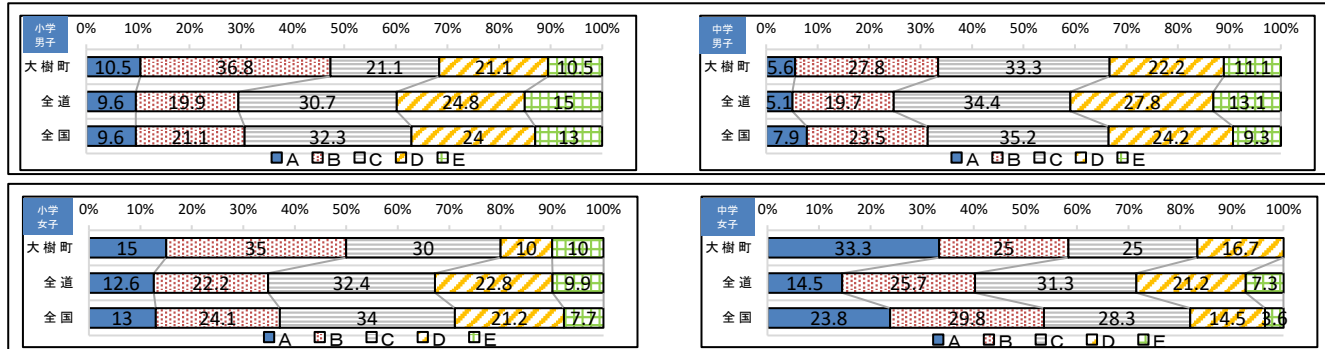 小学
男子
0% 10% 20% 30% 40% 50% 60% 70% 80% 90% 100%
大樹町 10.5 36.8 21.1 21.1 10.5
全道 9.6 19.9 30.7 24.8 15
全国 9.6 21.1 32.3 24 13
A B C D E
中学
男子
0% 10% 20% 30% 40% 50% 60% 70% 80% 90% 100%
大樹町 5.6 27.8 33.3 22.2 11.1
全道 5.1 19.7 34.4 27.8 13.1
全国 7.9 23.5 35.2 24.2 9.3
A B C D E
小学
女子
0% 10% 20% 30% 40% 50% 60% 70% 80% 90% 100%
大樹町 15 35 30 10 10
全道 12.6 22.2 32.4 22.8 9.9
全国 13 24.1 34 21.2 7.7
A B C D E
中学
女子
0% 10% 20% 30% 40% 50% 60% 70% 80% 90% 100%
大樹町 33.3 25 25 16.7
全道 14.5 25.7 31.3 21.2 7.3
全国 23.8 29.8 28.3 14.5 3.6
A B C D E